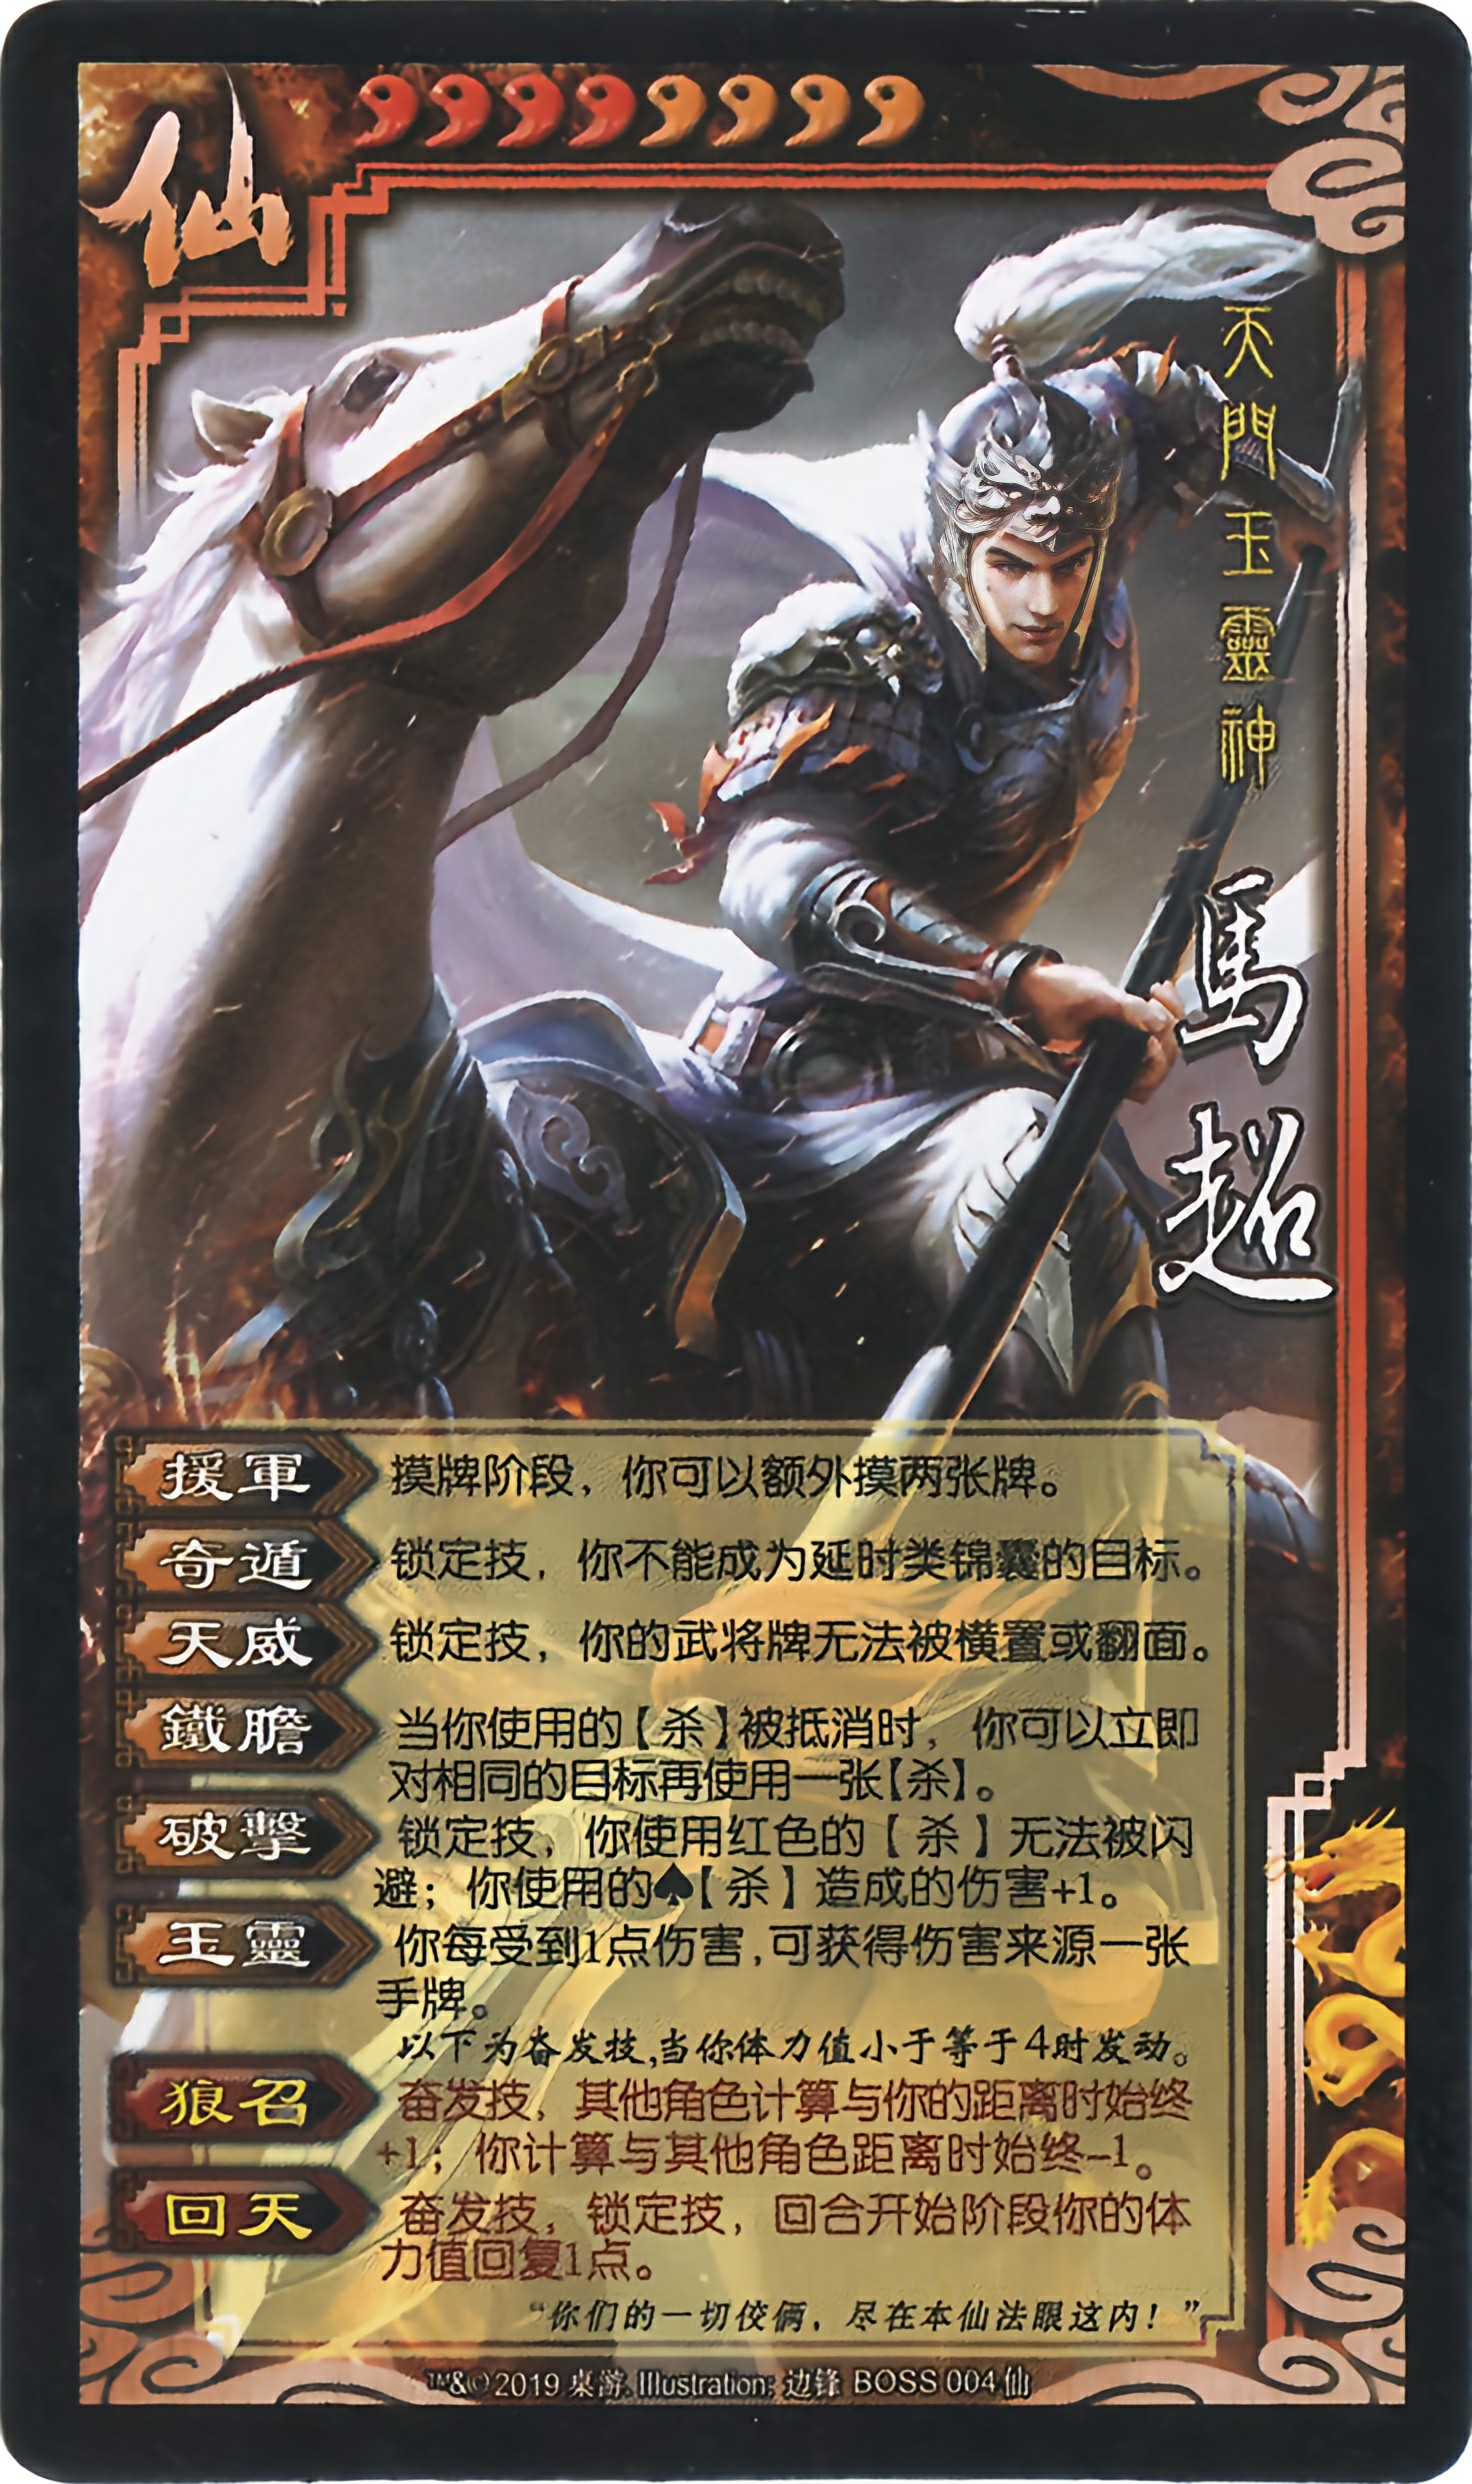 仙
天門玉靈神
馬超
援軍 摸牌阶段，你可以额外摸两张牌。
奇遁 锁定技，你不能成为延时类锦囊的目标。
天威 锁定技，你的武将牌无法被横置或翻面。
鐵膽 当你使用的【杀】被抵消时，你可以立即
对相同的目标再使用一张【杀】。
破擊 锁定技，你使用红色的【杀】无法被闪
避；你使用的♠【杀】造成的伤害+1。
玉靈 你每受到1点伤害,可获得伤害来源一张
手牌。
以下为奋发技,当你体力值小于等于4时发动。
狼召 奋发技，其他角色计算与你的距离时始终
+1；你计算与其他角色距离时始终-1。
回天 奋发技，锁定技，回合开始阶段你的体
力值回复1点。
“你们的一切佼俩，尽在本仙法眼这内！”
™&©2019 桌游. Illustration: 边锋 BOSS 004 仙